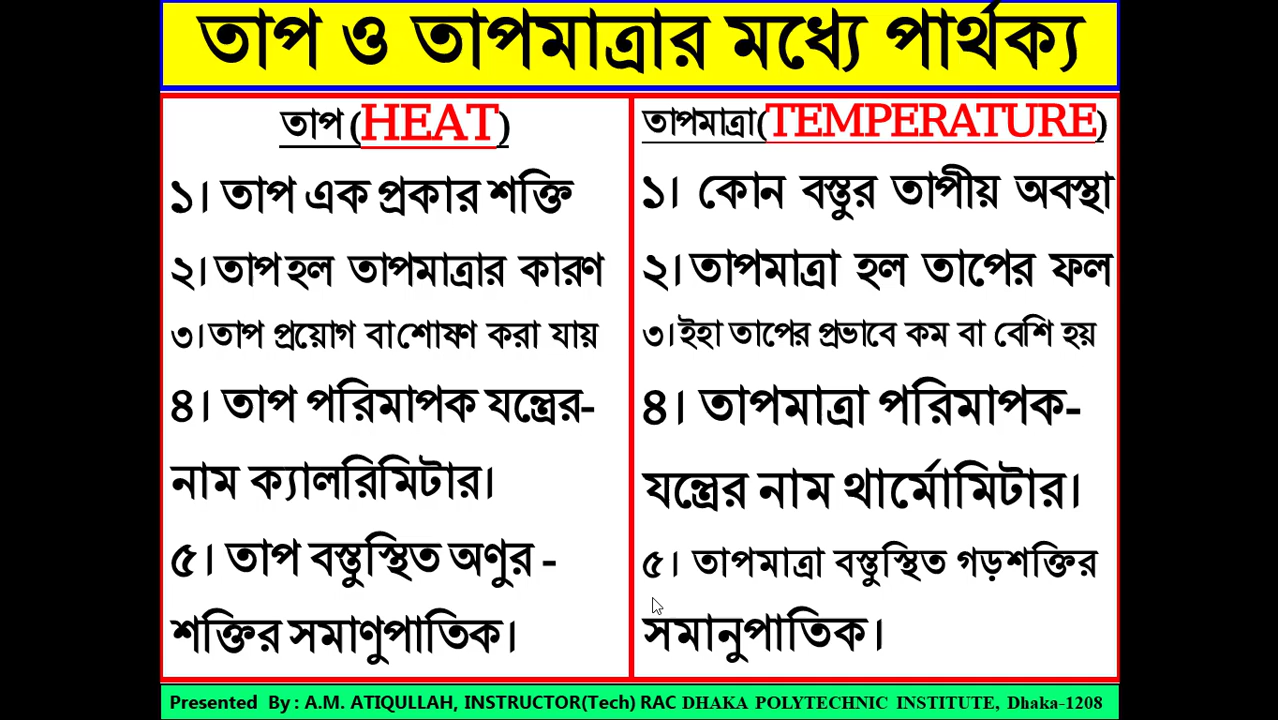 তাপ ও তাপমাত্রার মধ্যে পার্থক্য
তাপ (HEAT)
১। তাপ এক প্রকার শক্তি
২। তাপ হল তাপমাত্রার কারণ
৩। তাপ প্রয়োগ বা শোষণ করা যায়
৪। তাপ পরিমাপক যন্ত্রের-
নাম ক্যালরিমিটার।
৫। তাপ বস্তুস্থিত অণুর -
শক্তির সমাণুপাতিক।
তাপমাত্রা(TEMPERATURE)
১। কোন বস্তুর তাপীয় অবস্থা
২। তাপমাত্রা হল তাপের ফল
৩। ইহা তাপের প্রভাবে কম বা বেশি হয়
৪। তাপমাত্রা পরিমাপক-
যন্ত্রের নাম থার্মোমিটার।
৫। তাপমাত্রা বস্তুস্থিত গড়শক্তির
সমানুপাতিক।
Presented By : A.M. ATIQULLAH, INSTRUCTOR(Tech) RAC DHAKA POLYTECHNIC INSTITUTE, Dhaka-1208